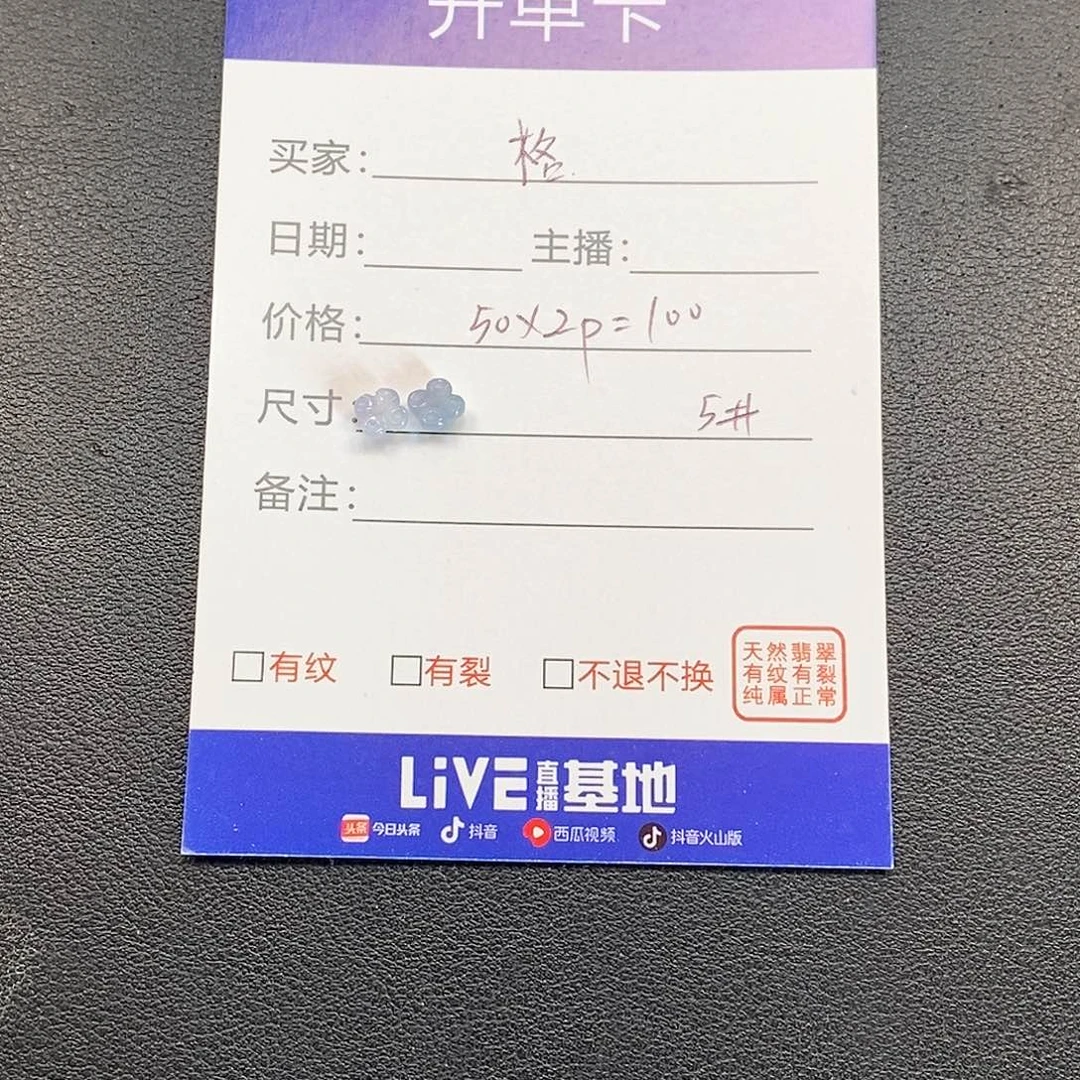 开单卡
买家：格
日期： 主播：
价格：50×2p=100
尺寸： 5#
备注：
□有纹 □有裂 □不退不换
天然翡翠
有纹有裂
纯属正常
LiVE直播基地
头条 今日头条 抖音 西瓜视频 抖音火山版